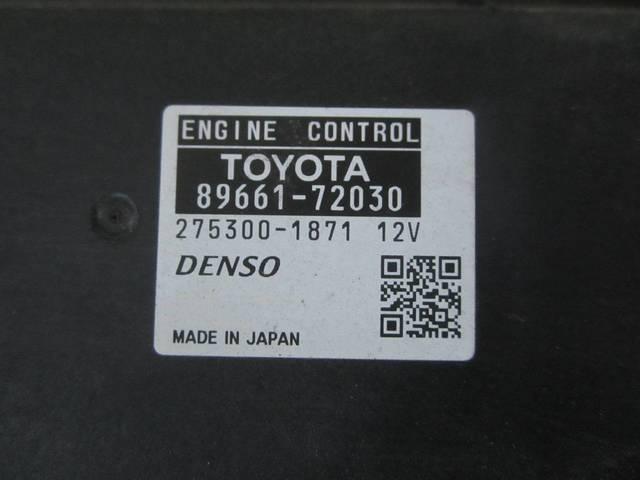 ENGINE CONTROL
TOYOTA
89661-72030
275300-1871 12V
DENSO
MADE IN JAPAN